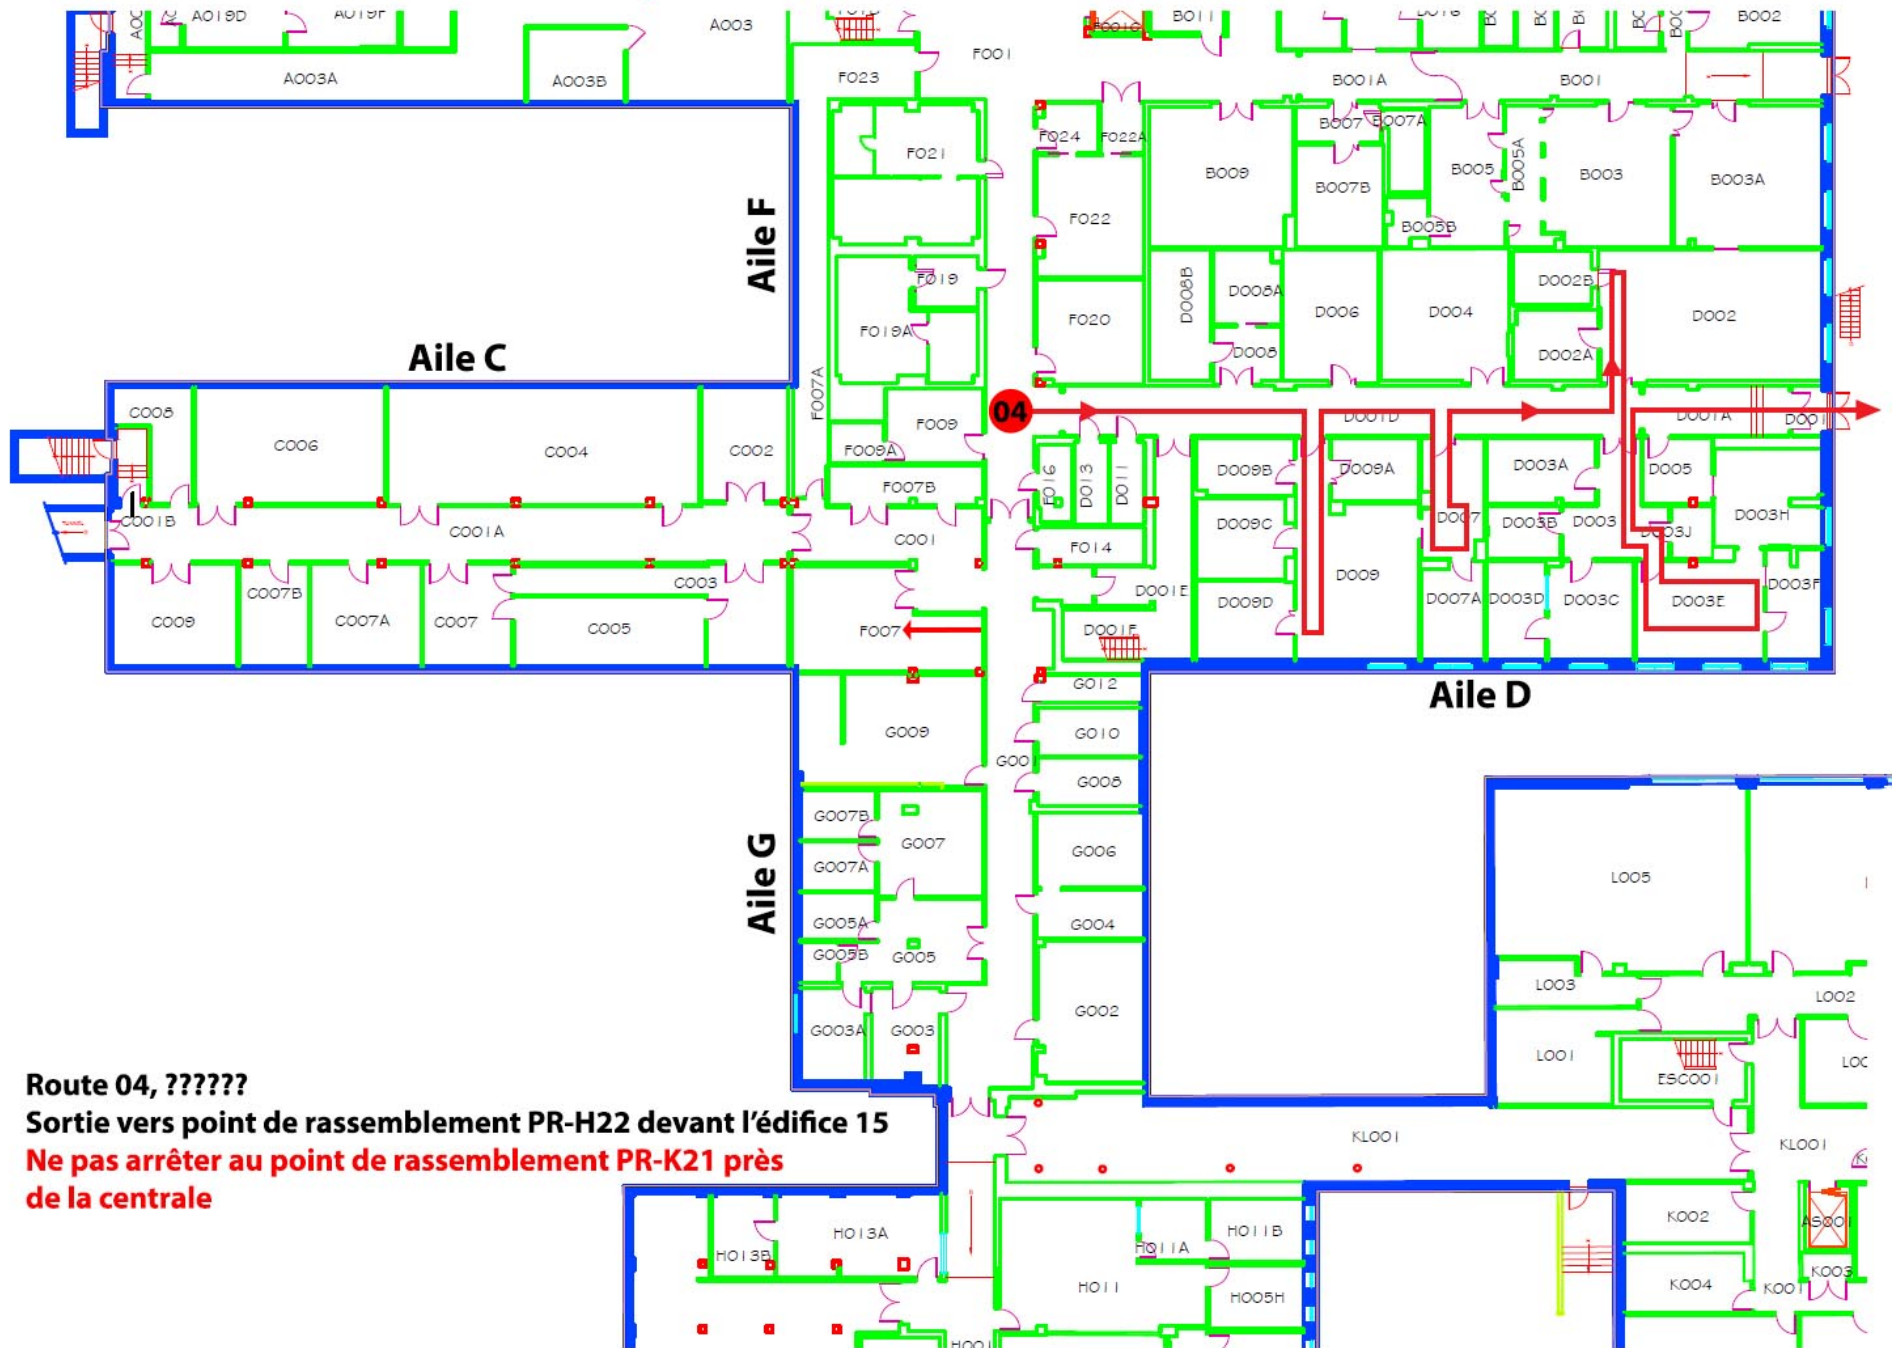 A019D
A019F
A003
B011
B002
F001
A003A
A003B
F023
B001A
B001
F024
F022A
B007
B007A
F021
B009
B007B
B005
B005A
B003
B003A
F022
B005B
Aile F
F019
D008B
D008A
D002B
F019A
F020
D006
D004
D002
D008
D002A
Aile C
F007A
C008
04
D001D
D001A
D001
C006
C004
C002
F009
F009A
F016
D013
D011
D009B
D009A
D003A
D005
F007B
D009C
D007
D003B
D003
D003J
D003H
C001B
C001A
C001
F014
C003
D009
D001E
D009D
D007A
D003D
D003C
D003E
D003F
C009
C007B
C007A
C007
C005
F007
D001F
Aile D
G012
G009
G010
G001
G008
G007B
G007
G006
G007A
Aile G
L005
G005A
G004
G005B
G005
L003
L002
G003A
G003
G002
L001
ESC001
Route 04, ??????
Sortie vers point de rassemblement PR-H22 devant l’édifice 15
Ne pas arrêter au point de rassemblement PR-K21 près
de la centrale
KL001
KL001
H013A
H013B
H011A
H011B
K002
AS001
H011
H005H
K004
K001
K003
H001